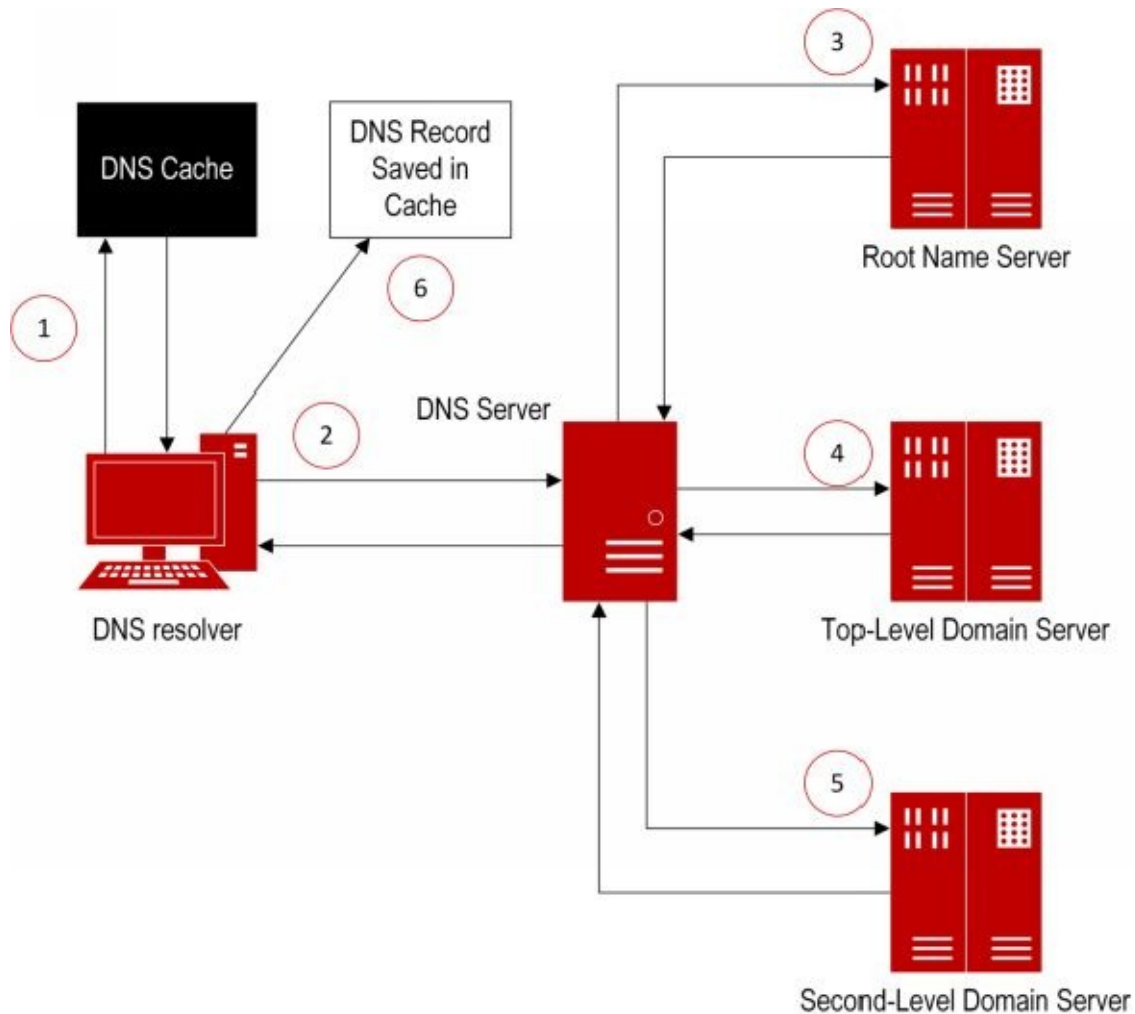 3
DNS Cache
DNS Record
Saved in
Cache
Root Name Server
1
6
DNS Server
2
4
DNS resolver
Top-Level Domain Server
5
Second-Level Domain Server